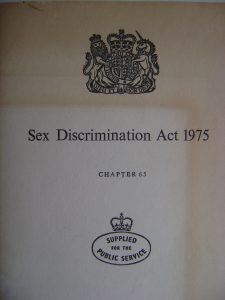 Sex Discrimination Act 1975
CHAPTER 65
SUPPLIED
FOR THE
PUBLIC SERVICE